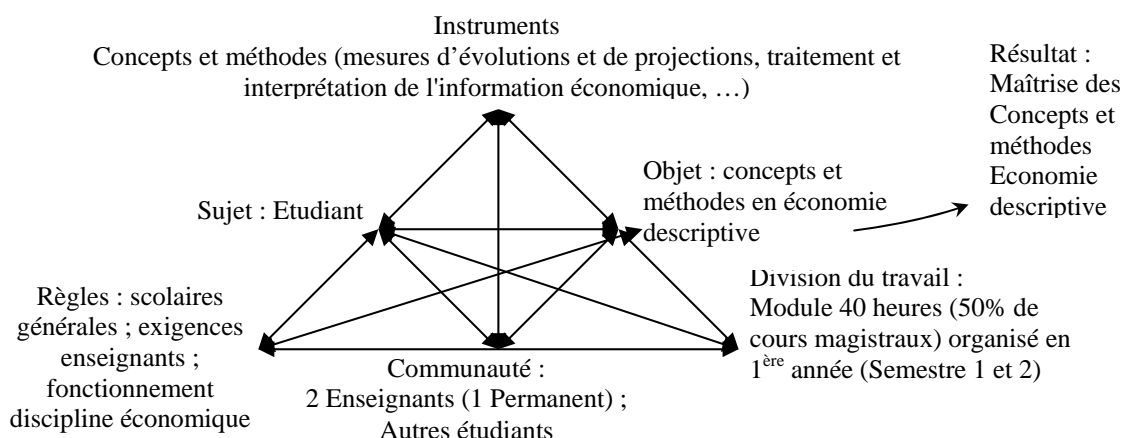 Instruments
Concepts et méthodes (mesures d’évolutions et de projections, traitement et
interprétation de l'information économique, …)
Résultat :
Maîtrise des
Concepts et
méthodes
Economie
descriptive
Sujet : Etudiant
Objet : concepts et
méthodes en économie
descriptive
Règles : scolaires
générales ; exigences
enseignants ;
fonctionnement
discipline économique
Communauté :
2 Enseignants (1 Permanent) ;
Autres étudiants
Division du travail :
Module 40 heures (50% de
cours magistraux) organisé en
1ère année (Semestre 1 et 2)